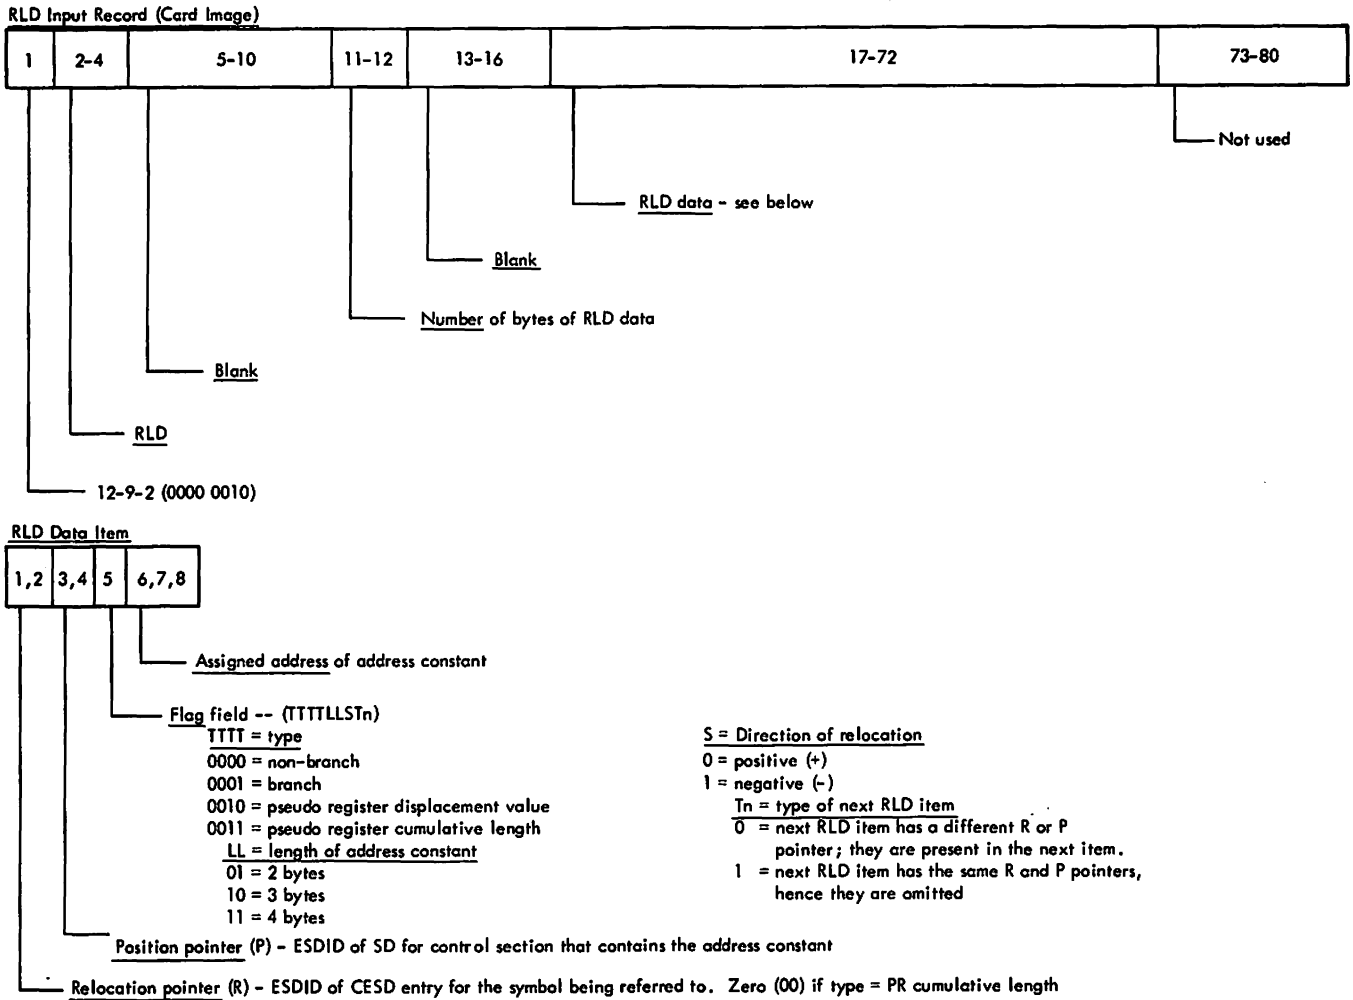 RLD Input Record (Card Image)
1 2-4 5-10 11-12 13-16 17-72 73-80
Not used
RLD data - see below
Blank
Number of bytes of RLD data
Blank
RLD
12-9-2 (0000 0010)
RLD Data Item
1,2 3,4 5 6,7,8
Assigned address of address constant
Flag field -- (TTTTLLSTn)
TTTT = type
0000 = non-branch
0001 = branch
0010 = pseudo register displacement value
0011 = pseudo register cumulative length
LL = length of address constant
01 = 2 bytes
10 = 3 bytes
11 = 4 bytes
S = Direction of relocation
0 = positive (+)
1 = negative (-)
Tn = type of next RLD item
0 = next RLD item has a different R or P
pointer; they are present in the next item.
1 = next RLD item has the same R and P pointers,
hence they are omitted
Position pointer (P) - ESDID of SD for control section that contains the address constant
Relocation pointer (R) - ESDID of CESD entry for the symbol being referred to. Zero (00) if type = PR cumulative length